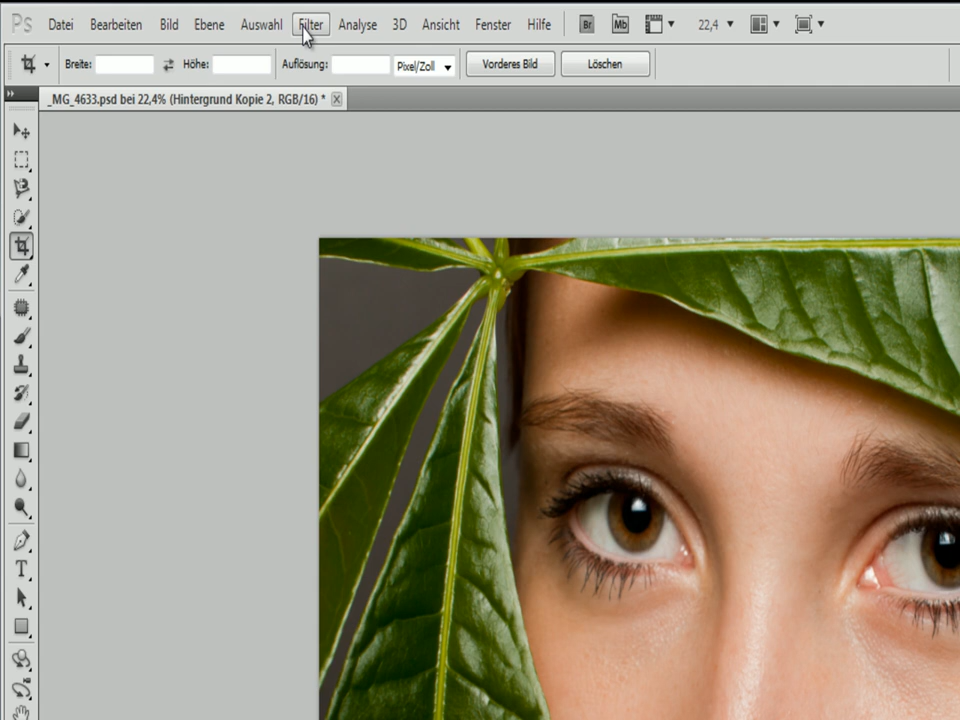 Ps Datei Bearbeiten Bild Ebene Auswahl Filter Analyse 3D Ansicht Fenster Hilfe Br Mb 22,4
Breite: Höhe: Auflösung: Pixel/Zoll Vorderes Bild Löschen
_MG_4633.psd bei 22,4% (Hintergrund Kopie 2, RGB/16) *
T